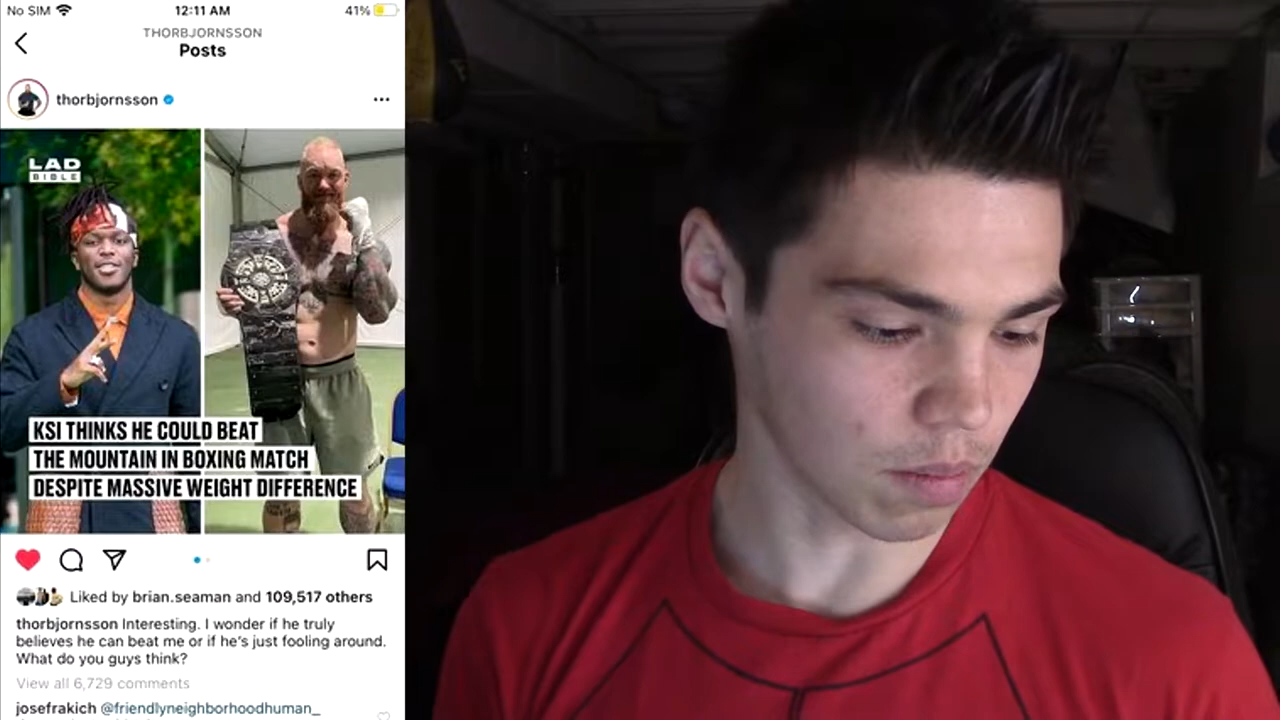 No SIM 12:11 AM 41%
THORBJORNSSON
Posts
thorbjornsson
LAD
BIBLE
KSI THINKS HE COULD BEAT
THE MOUNTAIN IN BOXING MATCH
DESPITE MASSIVE WEIGHT DIFFERENCE
Liked by brian.seaman and 109,517 others
thorbjornsson Interesting. I wonder if he truly
believes he can beat me or if he's just fooling around.
What do you guys think?
View all 6,729 comments
josefrakich @friendlyneighborhoodhuman_